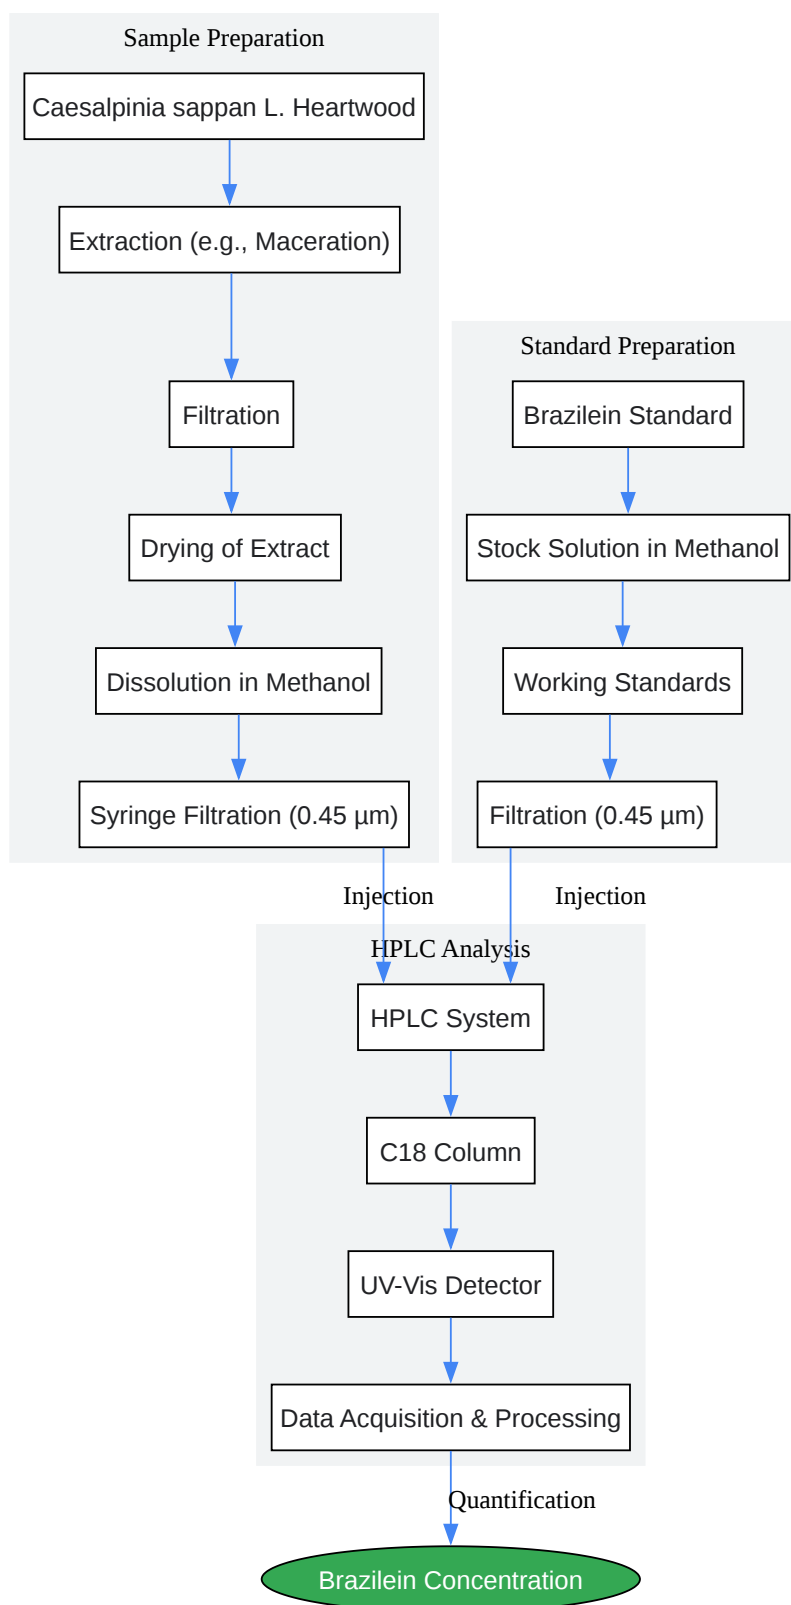 Sample Preparation
Caesalpinia sappan L. Heartwood
Extraction (e.g., Maceration)
Filtration
Drying of Extract
Dissolution in Methanol
Syringe Filtration (0.45 µm)
Standard Preparation
Brazilein Standard
Stock Solution in Methanol
Working Standards
Filtration (0.45 µm)
Injection
Injection
HPLC Analysis
HPLC System
C18 Column
UV-Vis Detector
Data Acquisition & Processing
Quantification
Brazilein Concentration